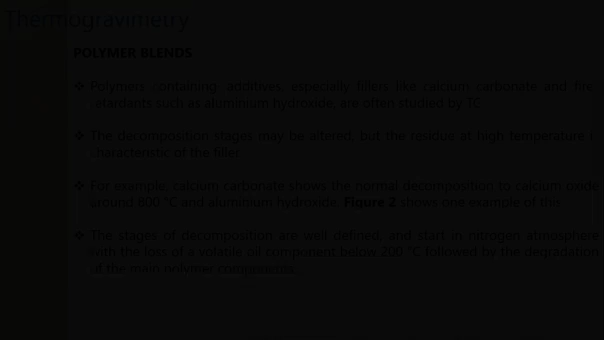 Thermogravimetry
POLYMER BLENDS
❖ Polymers containing additives, especially fillers like calcium carbonate and fire
retardants such as aluminium hydroxide, are often studied by TG.
❖ The decomposition stages may be altered, but the residue at high temperature i
characteristic of the filler.
❖ For example, calcium carbonate shows the normal decomposition to calcium oxide
around 800 °C and aluminium hydroxide. Figure 2 shows one example of this.
❖ The stages of decomposition are well defined, and start in nitrogen atmosphere
with the loss of a volatile oil component below 200 °C followed by the degradation
of the main polymer components.